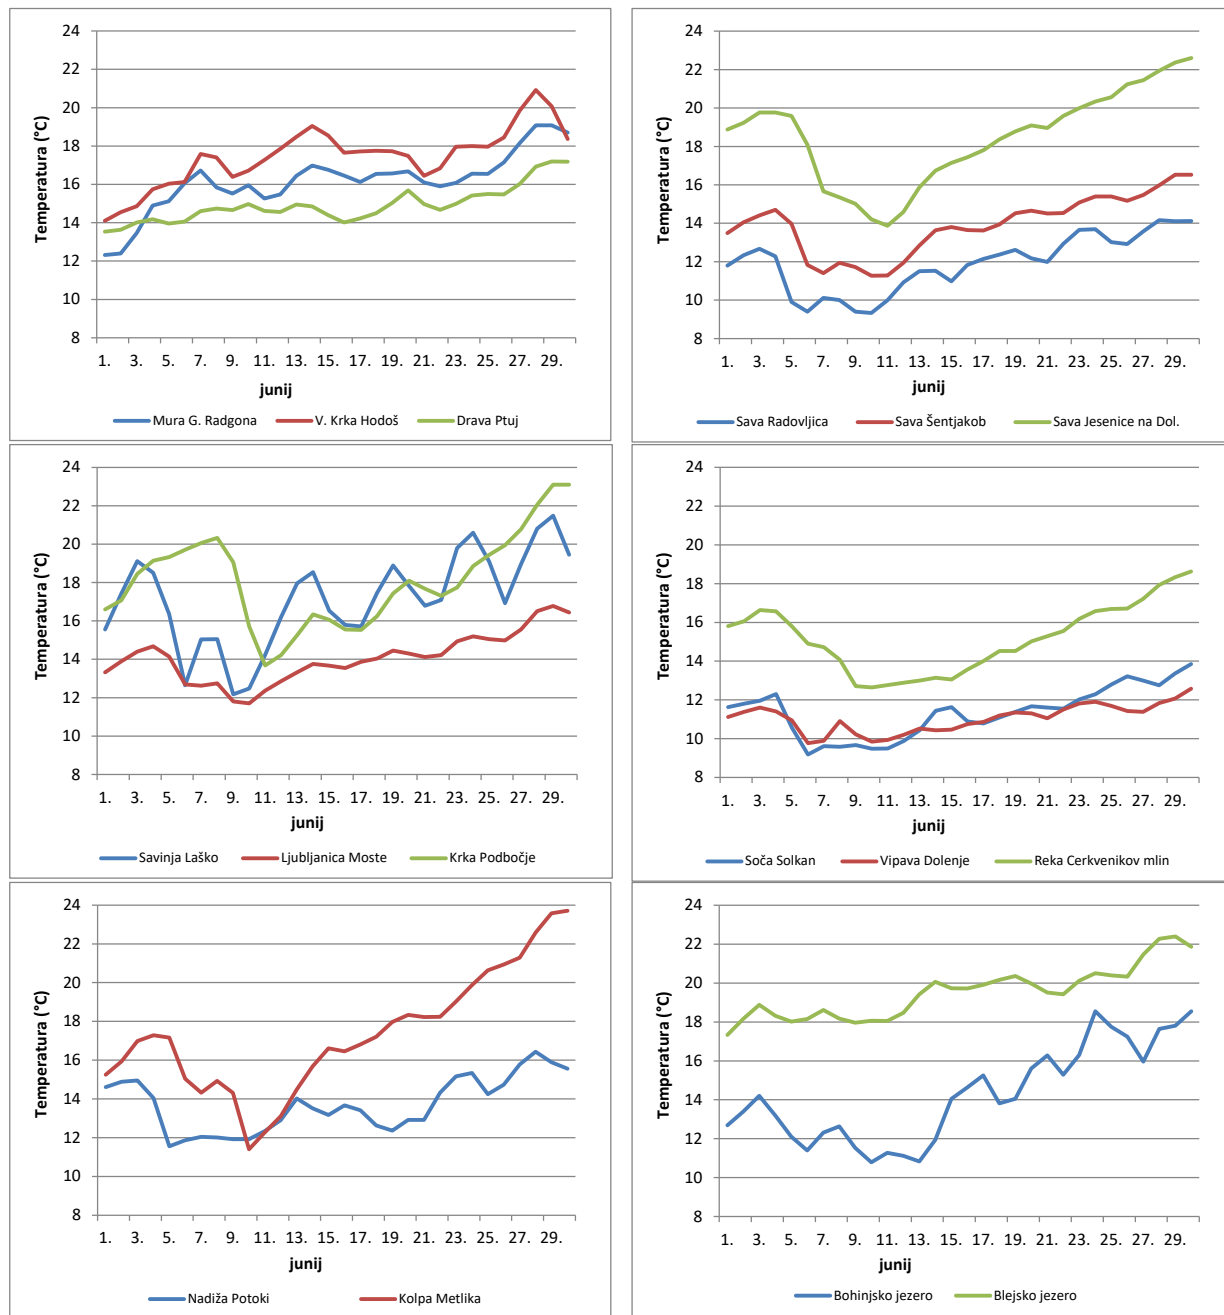 24
22
20
18
16
14
12
10
8
Temperatura (°C)
1. 3. 5. 7. 9. 11. 13. 15. 17. 19. 21. 23. 25. 27. 29.
junij
Mura G. Radgona V. Krka Hodoš Drava Ptuj
24
22
20
18
16
14
12
10
8
Temperatura (°C)
1. 3. 5. 7. 9. 11. 13. 15. 17. 19. 21. 23. 25. 27. 29.
junij
Sava Radovljica Sava Šentjakob Sava Jesenice na Dol.
24
22
20
18
16
14
12
10
8
Temperatura (°C)
1. 3. 5. 7. 9. 11. 13. 15. 17. 19. 21. 23. 25. 27. 29.
junij
Savinja Laško Ljubljanica Moste Krka Podbočje
24
22
20
18
16
14
12
10
8
Temperatura (°C)
1. 3. 5. 7. 9. 11. 13. 15. 17. 19. 21. 23. 25. 27. 29.
junij
Soča Solkan Vipava Dolenje Reka Cerkvenikov mlin
24
22
20
18
16
14
12
10
8
Temperatura (°C)
1. 3. 5. 7. 9. 11. 13. 15. 17. 19. 21. 23. 25. 27. 29.
junij
Nadiža Potoki Kolpa Metlika
24
22
20
18
16
14
12
10
8
Temperatura (°C)
1. 3. 5. 7. 9. 11. 13. 15. 17. 19. 21. 23. 25. 27. 29.
junij
Bohinjsko jezero Blejsko jezero